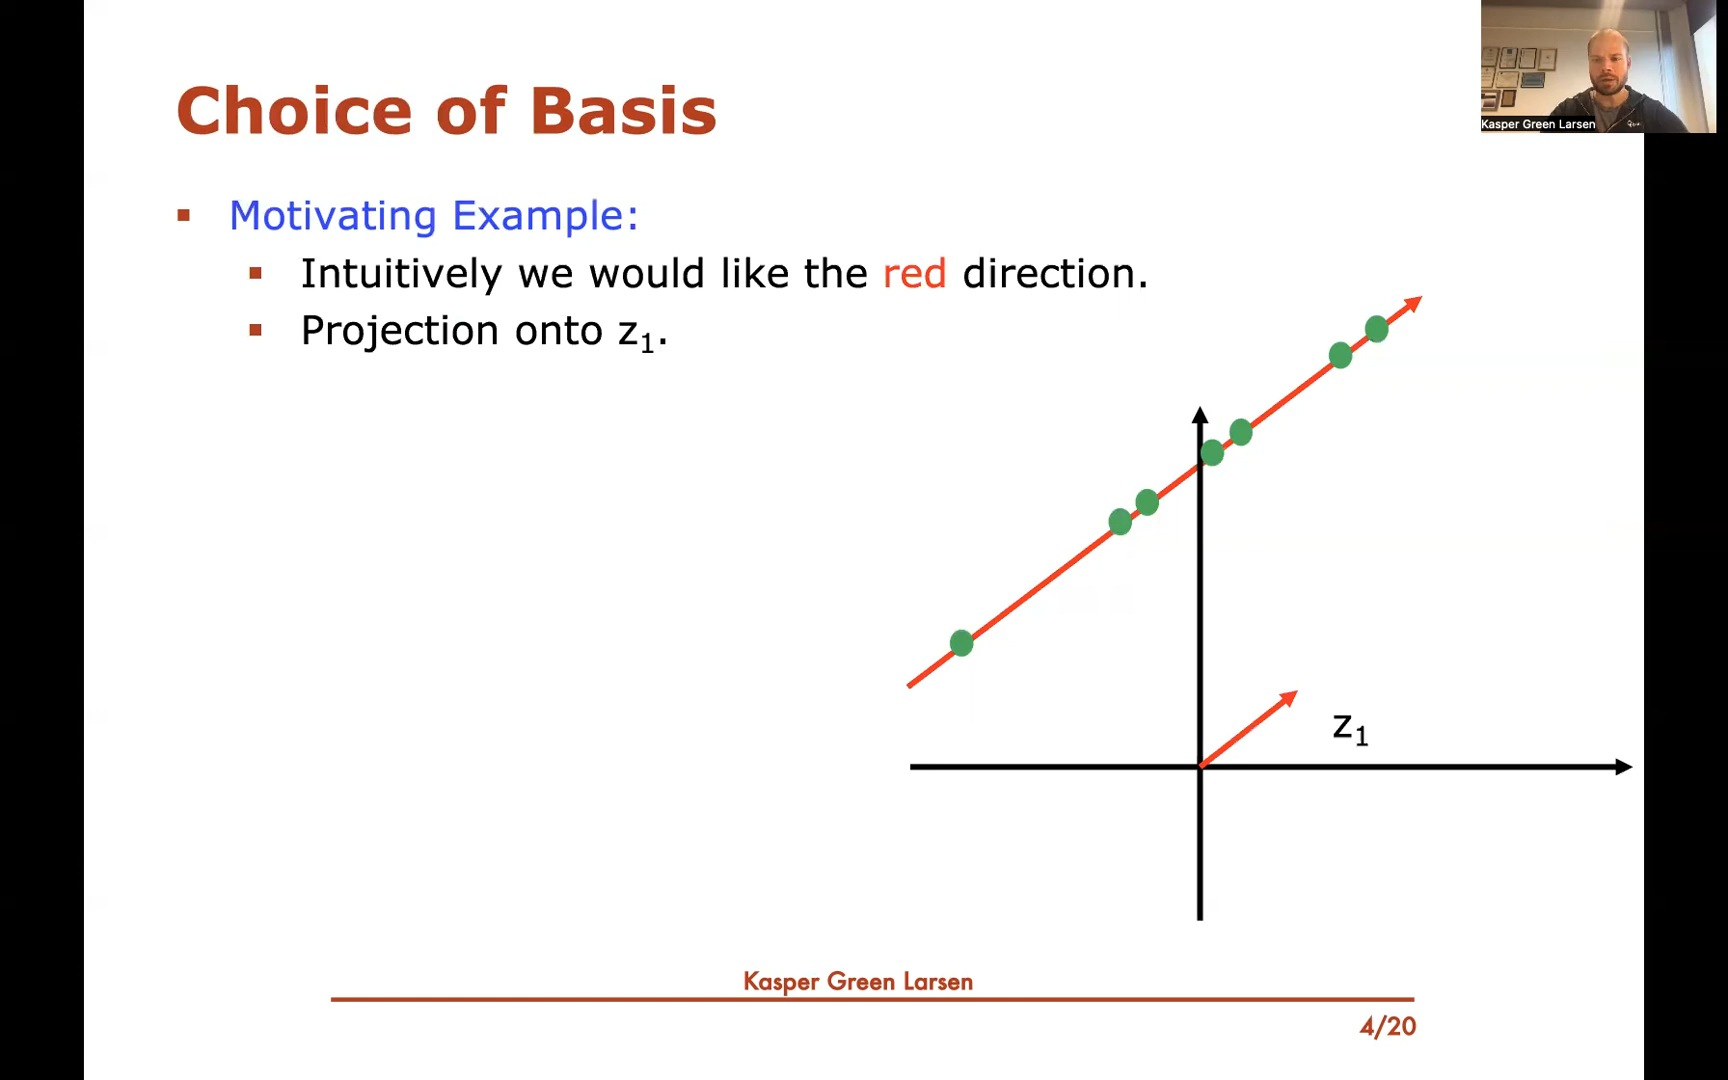 Choice of Basis
Kasper Green Larsen
▪ Motivating Example:
▪ Intuitively we would like the red direction.
▪ Projection onto z₁.
z₁
Kasper Green Larsen
4/20